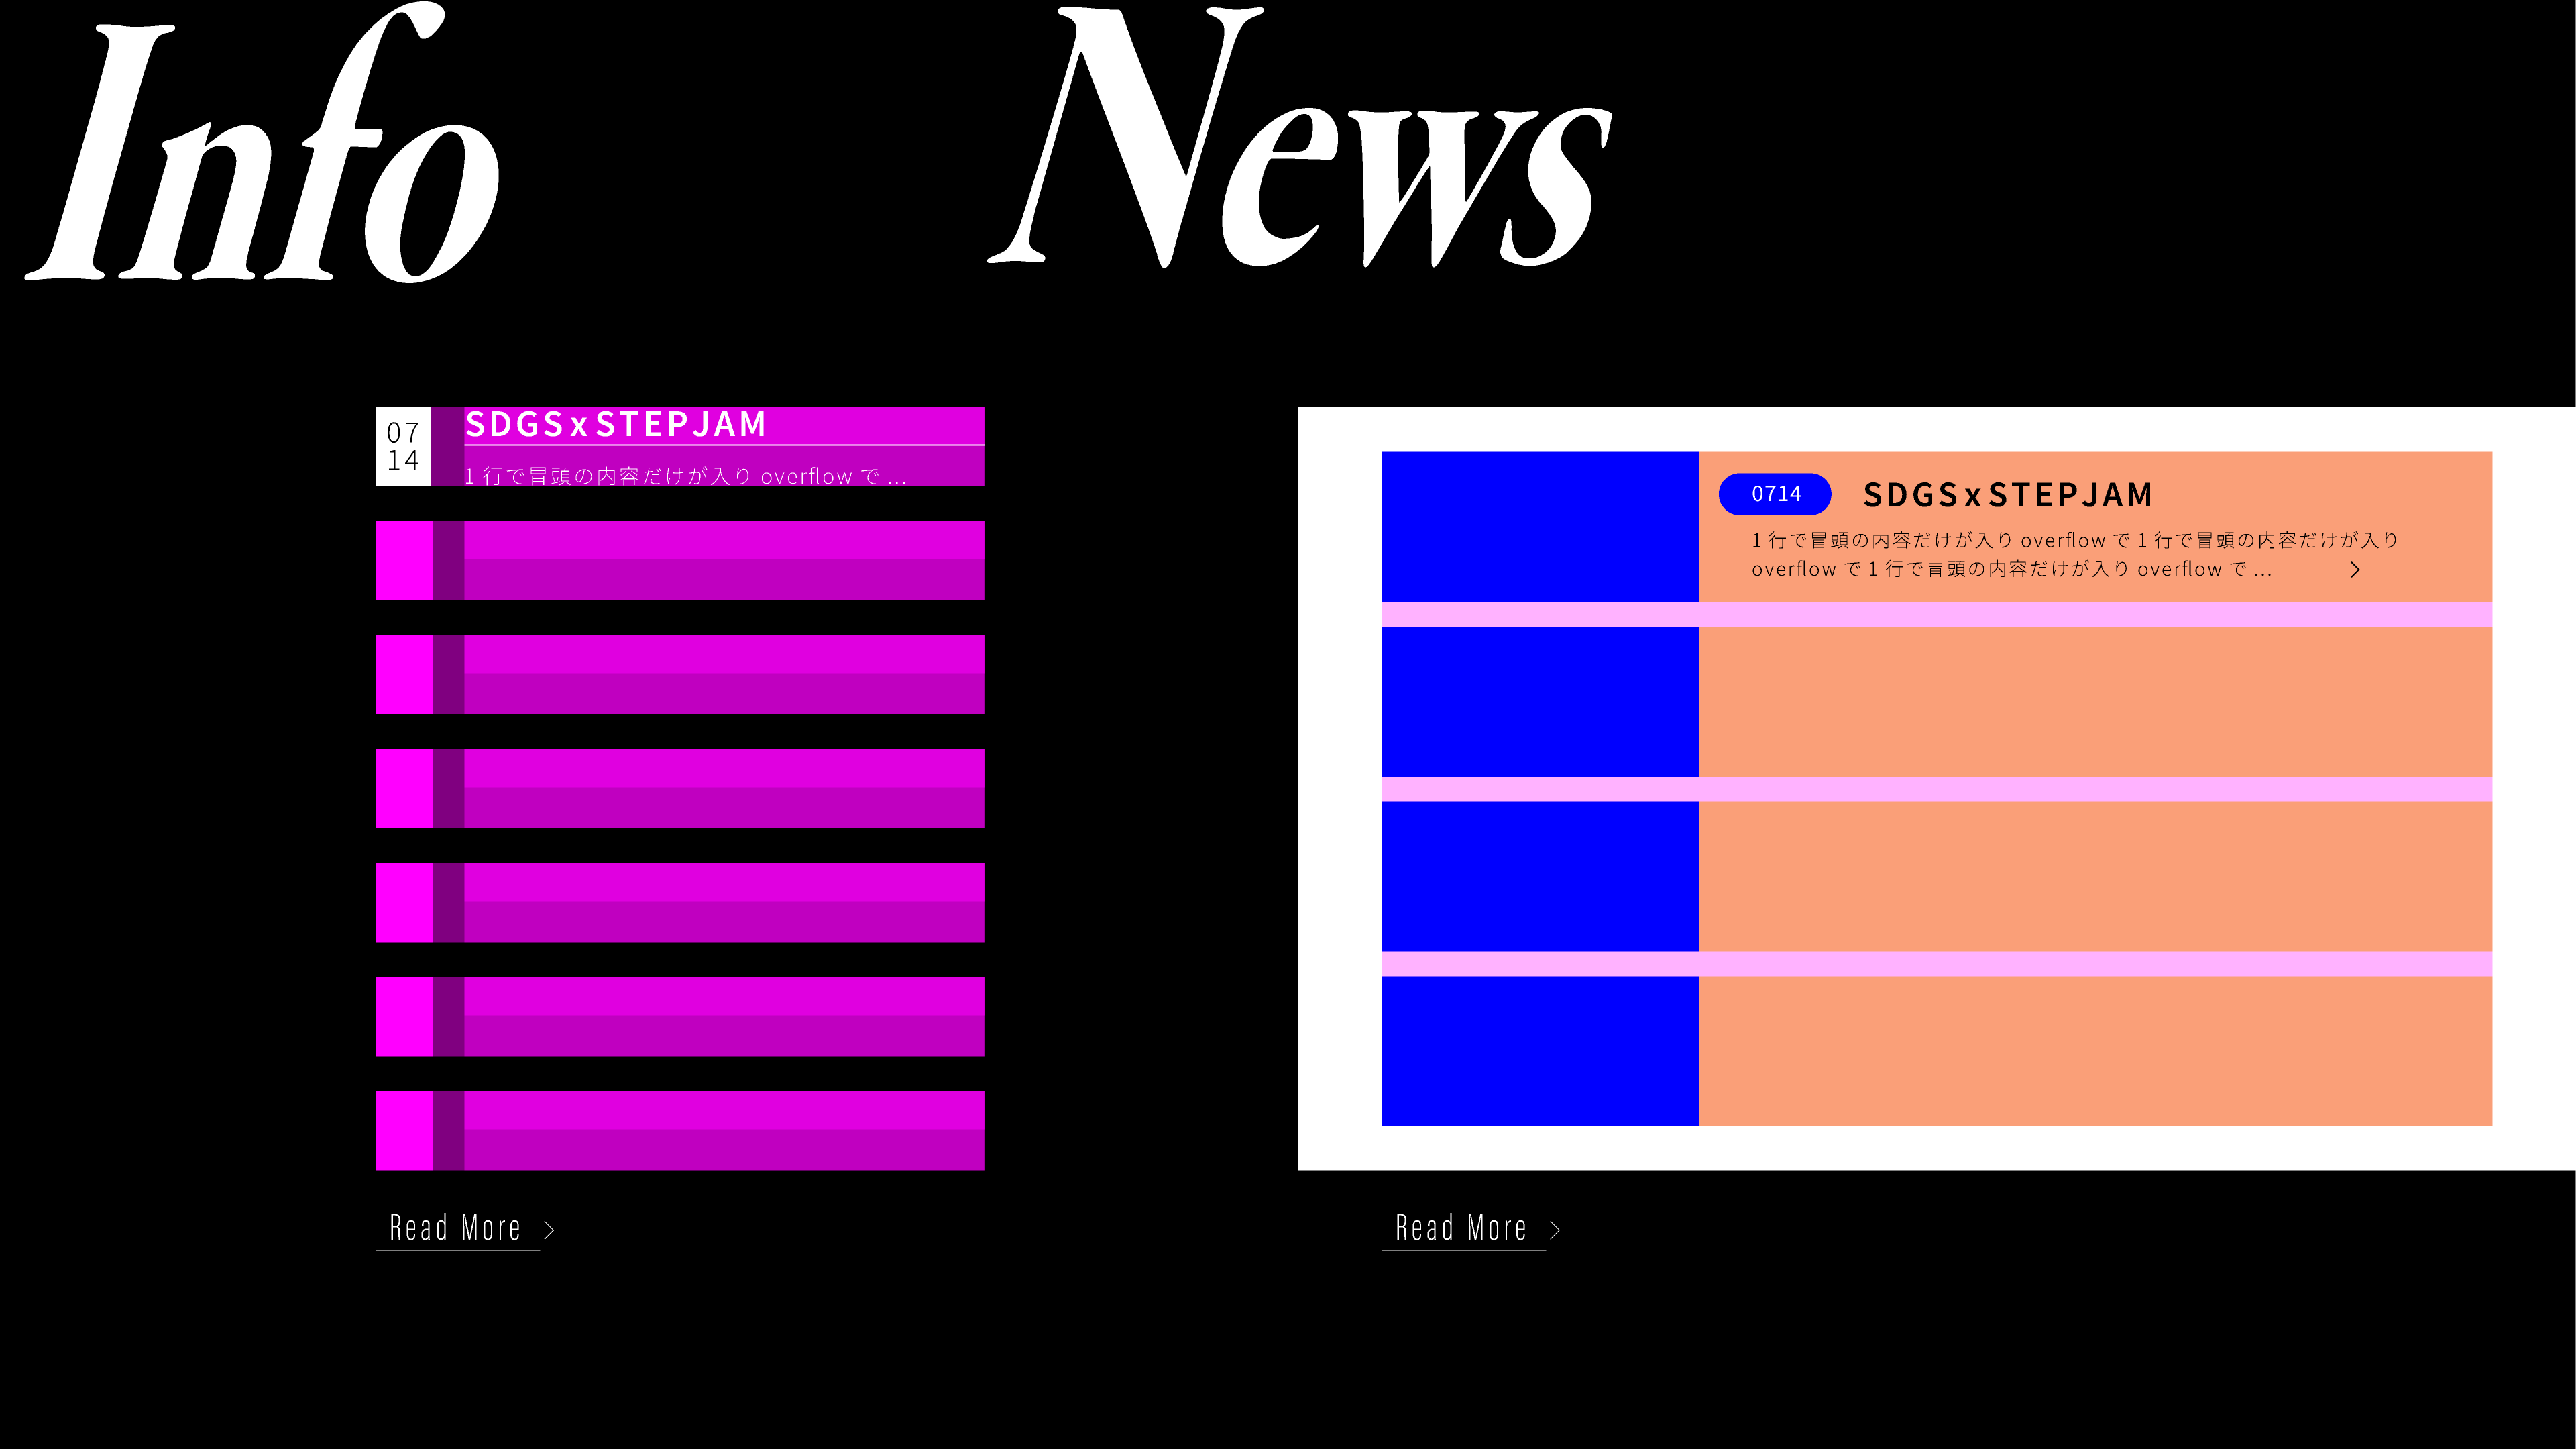 Info
News
07
14
SDGSxSTEPJAM
1 行で冒頭の内容だけが入り overflow で ...
0714
SDGSxSTEPJAM
1 行で冒頭の内容だけが入り overflow で 1 行で冒頭の内容だけが入り
overflow で 1 行で冒頭の内容だけが入り overflow で ...
Read More
Read More